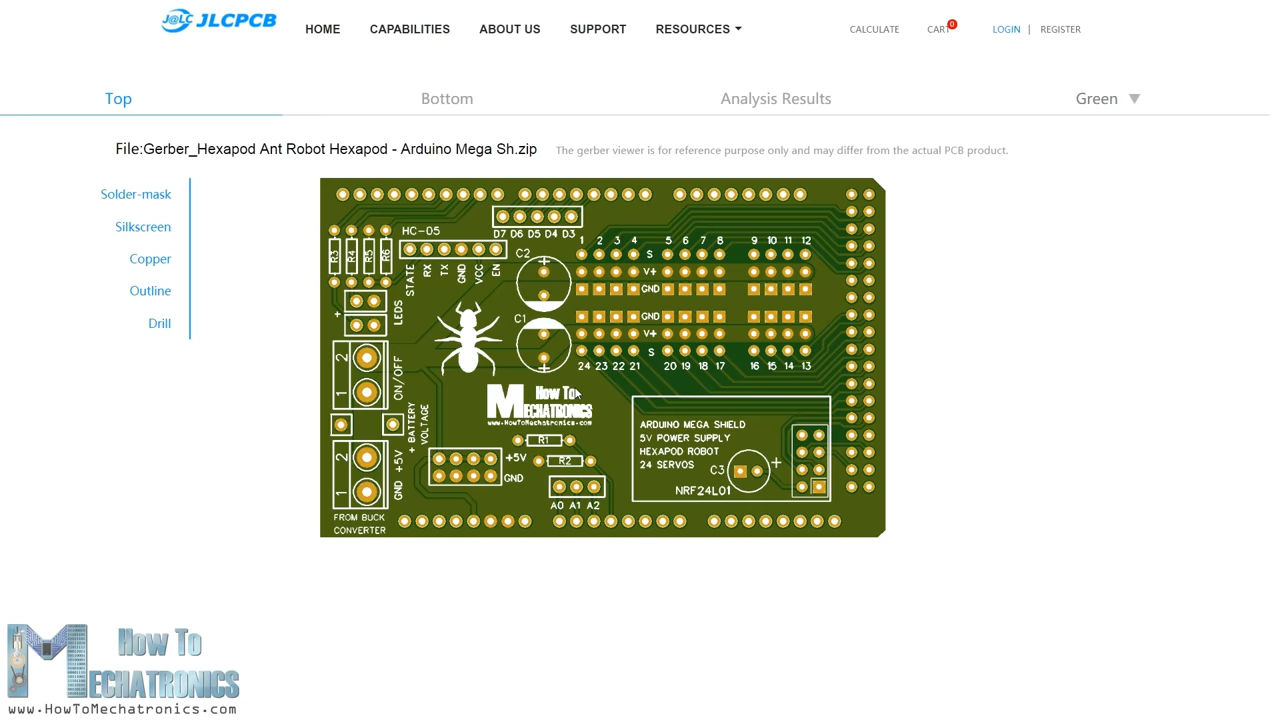 J@LC JLCPCB
HOME CAPABILITIES ABOUT US SUPPORT RESOURCES
CALCULATE CART 0 LOGIN | REGISTER
Top Bottom Analysis Results Green
File:Gerber_Hexapod Ant Robot Hexapod - Arduino Mega Sh.zip
The gerber viewer is for reference purpose only and may differ from the actual PCB product.
Solder-mask
Silkscreen
Copper
Outline
Drill
D7 D6 D5 D4 D3
HC-05
STATE RX TX GND VCC EN
R3 R4 R5 R6
LEDS
+
C2
+
C1
+
1 2 3 4 5 6 7 8 9 10 11 12
S
V+
GND
GND
V+
S
24 23 22 21 20 19 18 17 16 15 14 13
2
1
ON/OFF
+ BATTERY
VOLTAGE
2
1
GND +5V
FROM BUCK
CONVERTER
How To
MECHATRONICS
www.HowToMechatronics.com
R1
R2
+5V
GND
A0 A1 A2
ARDUINO MEGA SHIELD
5V POWER SUPPLY
HEXAPOD ROBOT
24 SERVOS
C3
+
NRF24L01
How To
MECHATRONICS
www.HowToMechatronics.com